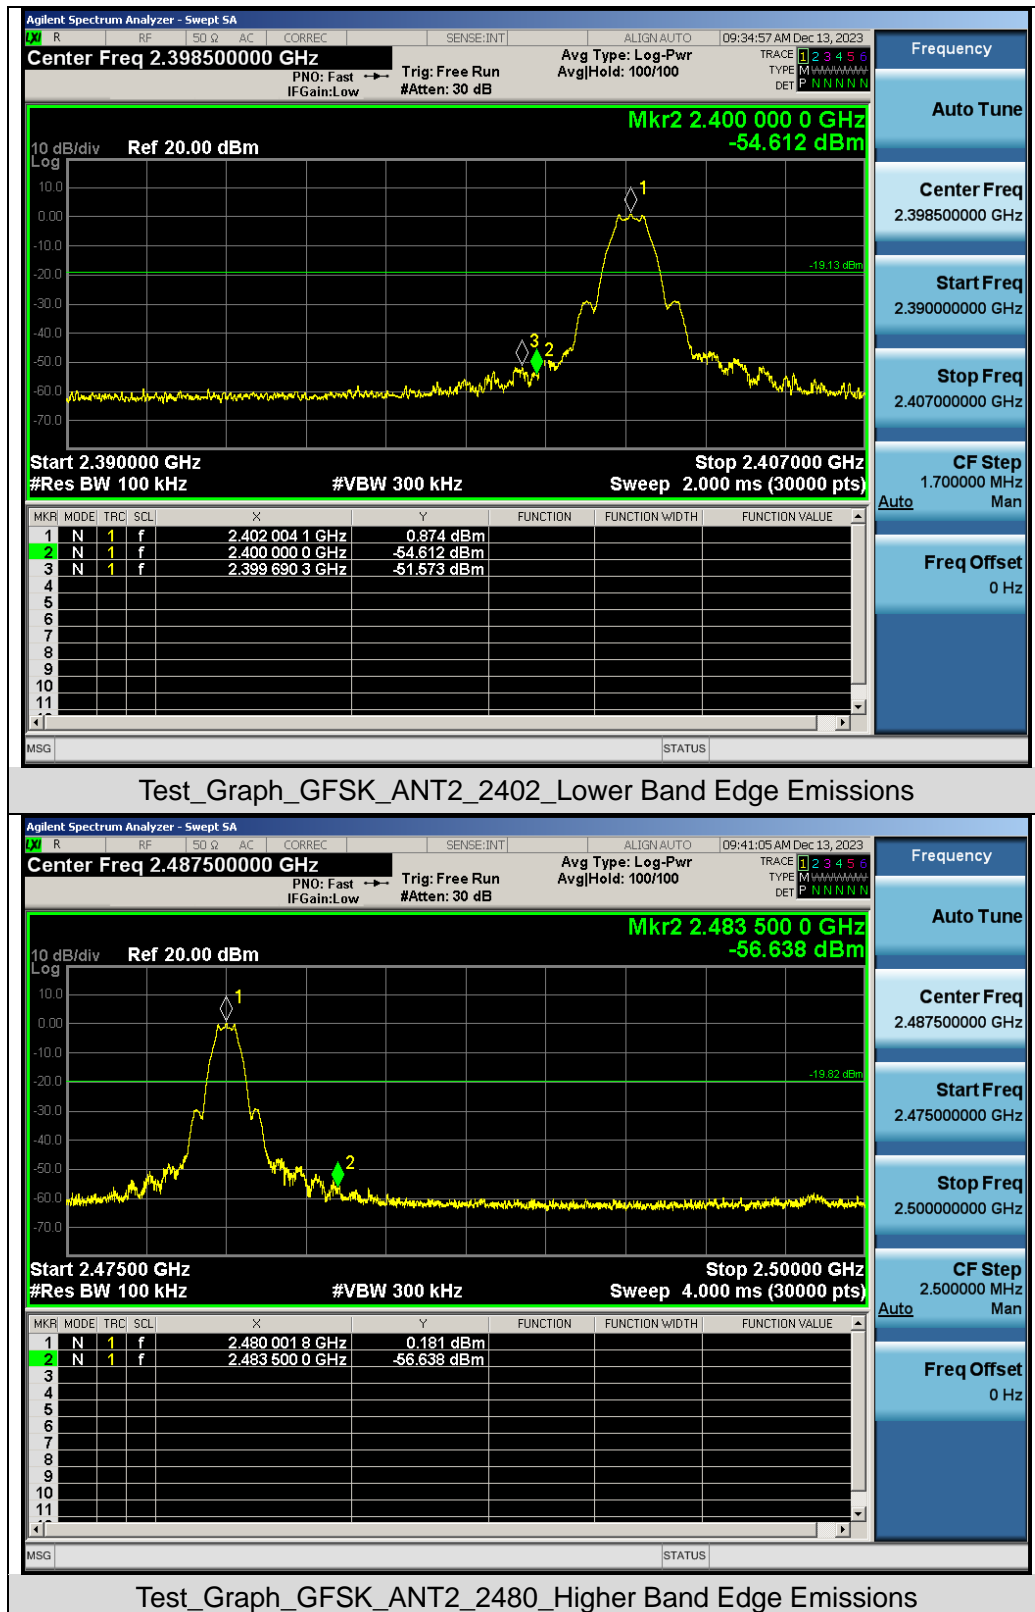 Agilent Spectrum Analyzer - Swept SA
LXI R RF 50 Ω AC CORREC SENSE:INT ALIGN AUTO 09:34:57 AM Dec 13, 2023
Center Freq 2.398500000 GHz
PNO: Fast
IFGain:Low
Trig: Free Run
#Atten: 30 dB
Avg Type: Log-Pwr
Avg|Hold: 100/100
TRACE 1 2 3 4 5 6
TYPE M
DET P N N N N N
Mkr2 2.400 000 0 GHz
-54.612 dBm
10 dB/div Ref 20.00 dBm
Log
10.0
0.00
-10.0
-20.0
-30.0
-40.0
-50.0
-60.0
-70.0
1
-19.13 dBm
3 2
Start 2.390000 GHz Stop 2.407000 GHz
#Res BW 100 kHz #VBW 300 kHz Sweep 2.000 ms (30000 pts)
MKR MODE TRC SCL X Y FUNCTION FUNCTION WIDTH FUNCTION VALUE
1 N 1 f 2.402 004 1 GHz 0.874 dBm
2 N 1 f 2.400 000 0 GHz -54.612 dBm
3 N 1 f 2.399 690 3 GHz -51.573 dBm
4
5
6
7
8
9
10
11
MSG STATUS
Frequency
Auto Tune
Center Freq
2.398500000 GHz
Start Freq
2.390000000 GHz
Stop Freq
2.407000000 GHz
CF Step
1.700000 MHz
Auto Man
Freq Offset
0 Hz
Test_Graph_GFSK_ANT2_2402_Lower Band Edge Emissions
Agilent Spectrum Analyzer - Swept SA
LXI R RF 50 Ω AC CORREC SENSE:INT ALIGN AUTO 09:41:05 AM Dec 13, 2023
Center Freq 2.487500000 GHz
PNO: Fast
IFGain:Low
Trig: Free Run
#Atten: 30 dB
Avg Type: Log-Pwr
Avg|Hold: 100/100
TRACE 1 2 3 4 5 6
TYPE M
DET P N N N N N
Mkr2 2.483 500 0 GHz
-56.638 dBm
10 dB/div Ref 20.00 dBm
Log
10.0
0.00
-10.0
-20.0
-30.0
-40.0
-50.0
-60.0
-70.0
1
-19.82 dBm
2
Start 2.47500 GHz Stop 2.50000 GHz
#Res BW 100 kHz #VBW 300 kHz Sweep 4.000 ms (30000 pts)
MKR MODE TRC SCL X Y FUNCTION FUNCTION WIDTH FUNCTION VALUE
1 N 1 f 2.480 001 8 GHz 0.181 dBm
2 N 1 f 2.483 500 0 GHz -56.638 dBm
3
4
5
6
7
8
9
10
11
MSG STATUS
Frequency
Auto Tune
Center Freq
2.487500000 GHz
Start Freq
2.475000000 GHz
Stop Freq
2.500000000 GHz
CF Step
2.500000 MHz
Auto Man
Freq Offset
0 Hz
Test_Graph_GFSK_ANT2_2480_Higher Band Edge Emissions